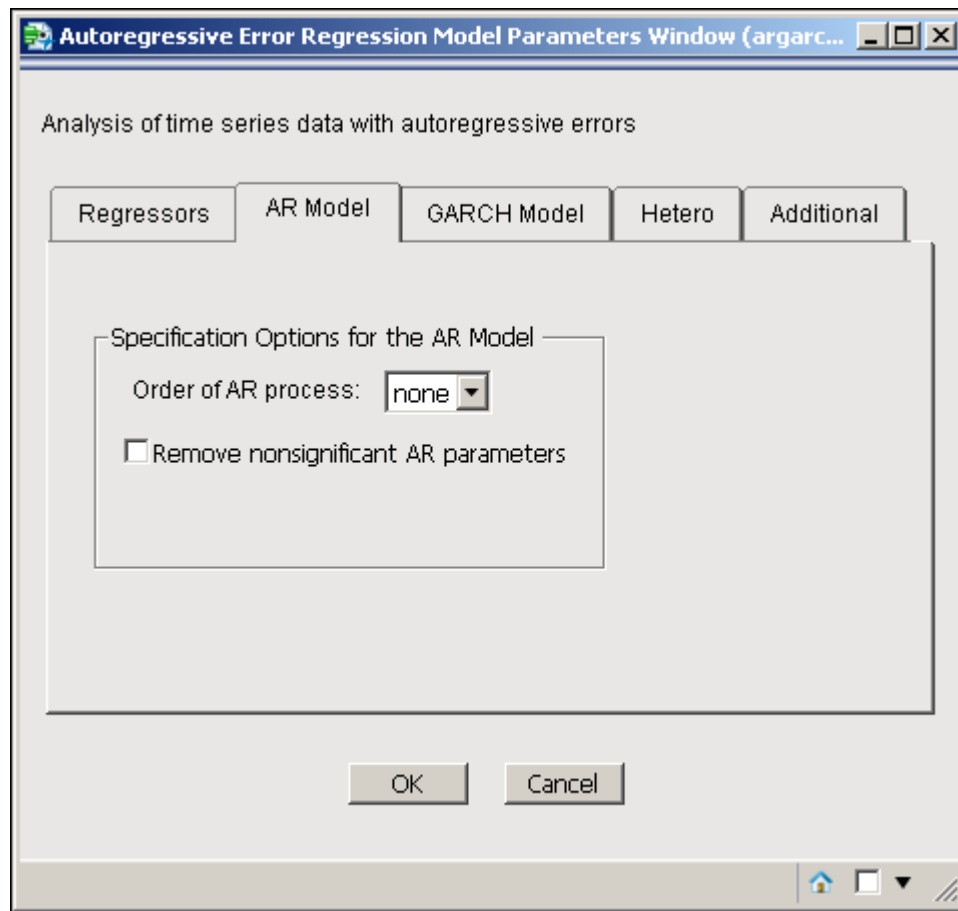 Autoregressive Error Regression Model Parameters Window (argarc...
Analysis of time series data with autoregressive errors
Regressors AR Model GARCH Model Hetero Additional
Specification Options for the AR Model
Order of AR process: none
Remove nonsignificant AR parameters
OK Cancel